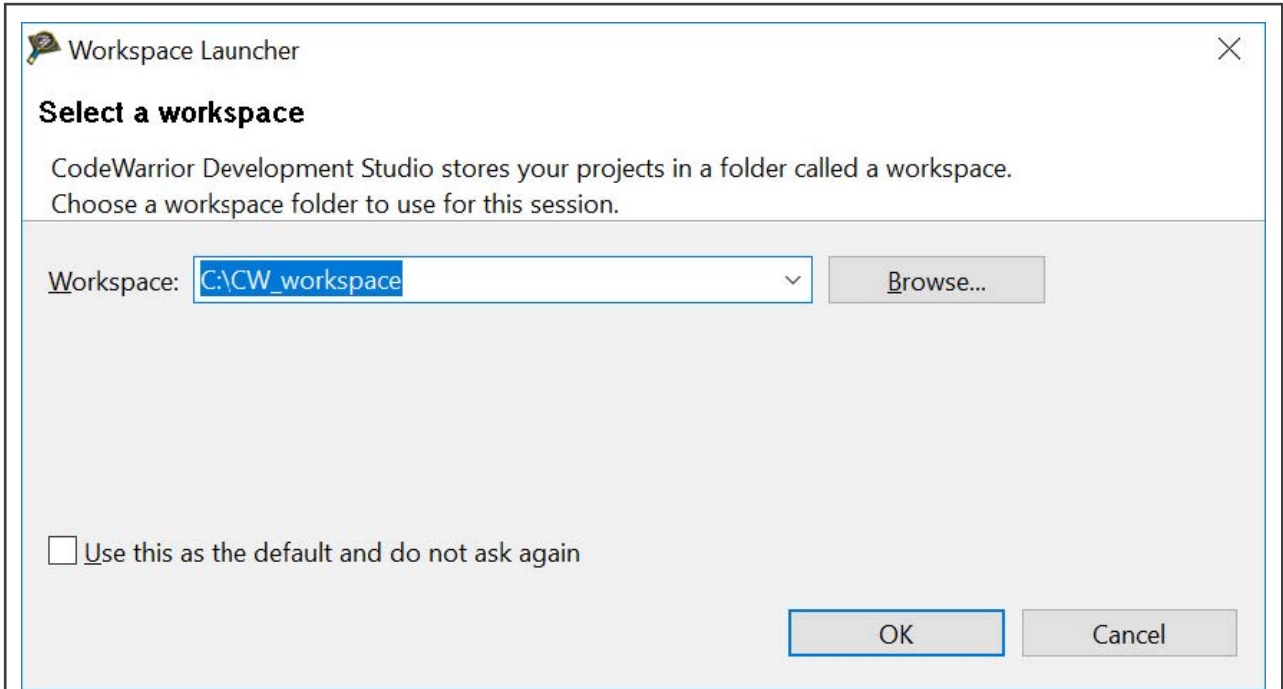 Workspace Launcher
Select a workspace
CodeWarrior Development Studio stores your projects in a folder called a workspace.
Choose a workspace folder to use for this session.
Workspace: C:\CW_workspace Browse...
Use this as the default and do not ask again
OK Cancel